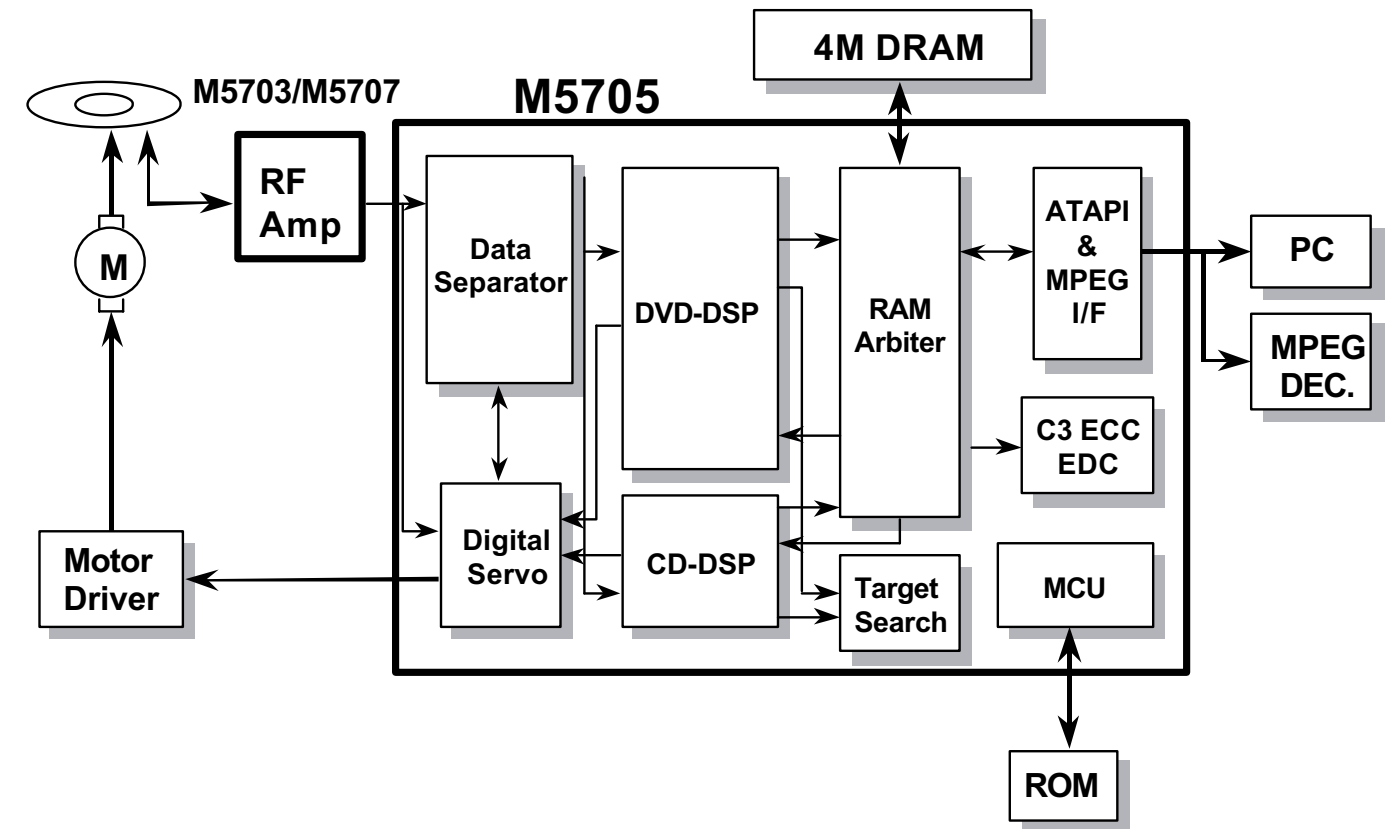 4M DRAM
M5703/M5707
M5705
RF
Amp
M
Data
Separator
DVD-DSP
RAM
Arbiter
ATAPI
&
MPEG
I/F
PC
MPEG
DEC.
C3 ECC
EDC
Digital
Servo
CD-DSP
Target
Search
MCU
Motor
Driver
ROM